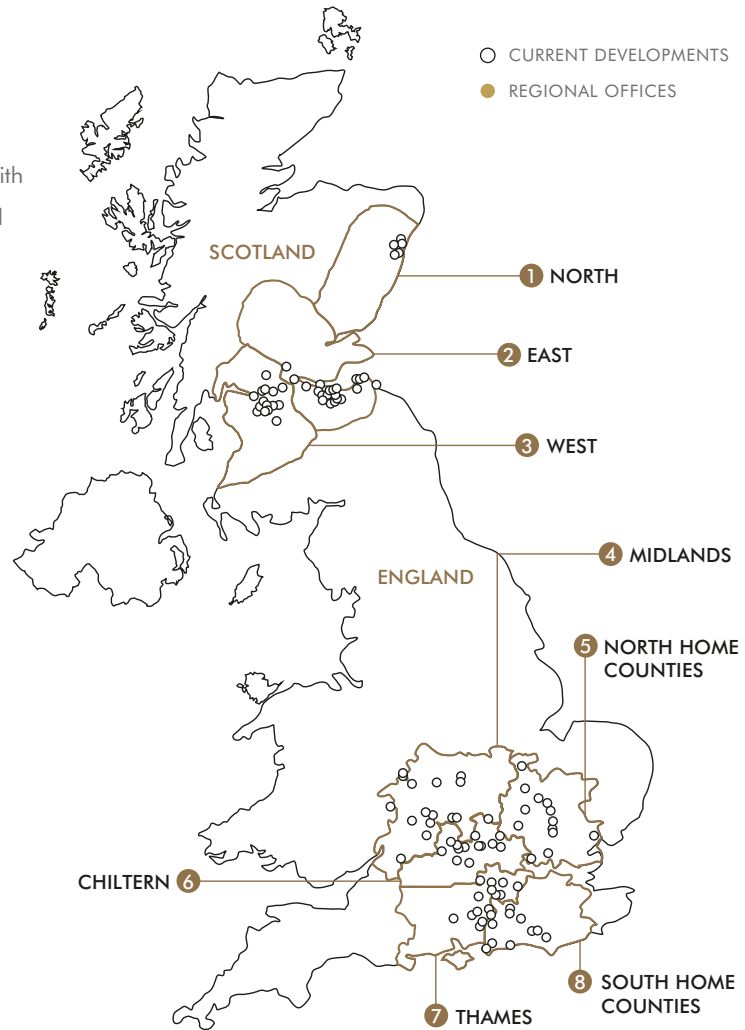 CURRENT DEVELOPMENTS
REGIONAL OFFICES
ith
SCOTLAND
1 NORTH
2 EAST
3 WEST
4 MIDLANDS
ENGLAND
5 NORTH HOME
COUNTIES
CHILTERN 6
8 SOUTH HOME
COUNTIES
7 THAMES